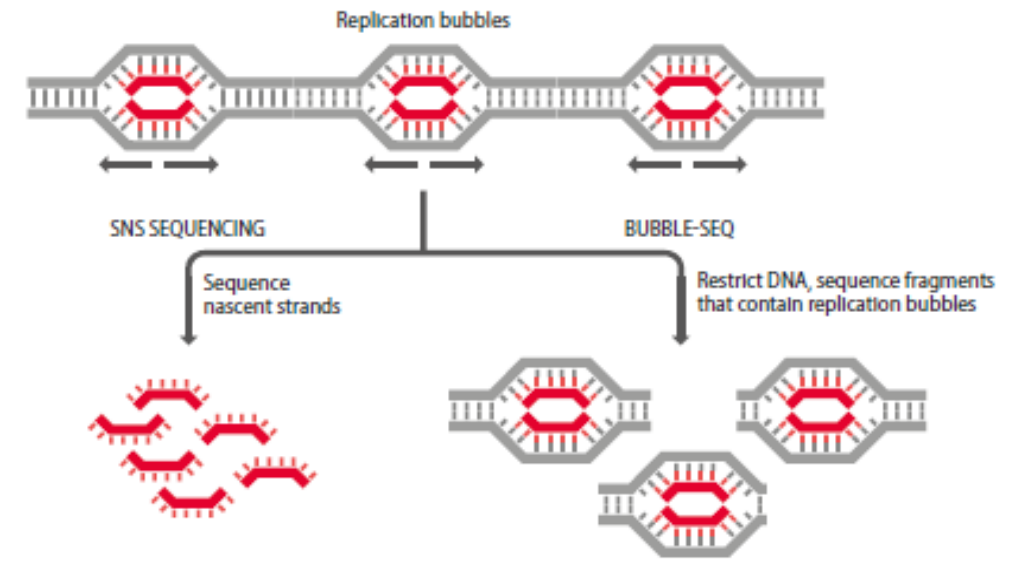 Replication bubbles
SNS SEQUENCING
BUBBLE-SEQ
Sequence
nascent strands
Restrict DNA, sequence fragments
that contain replication bubbles